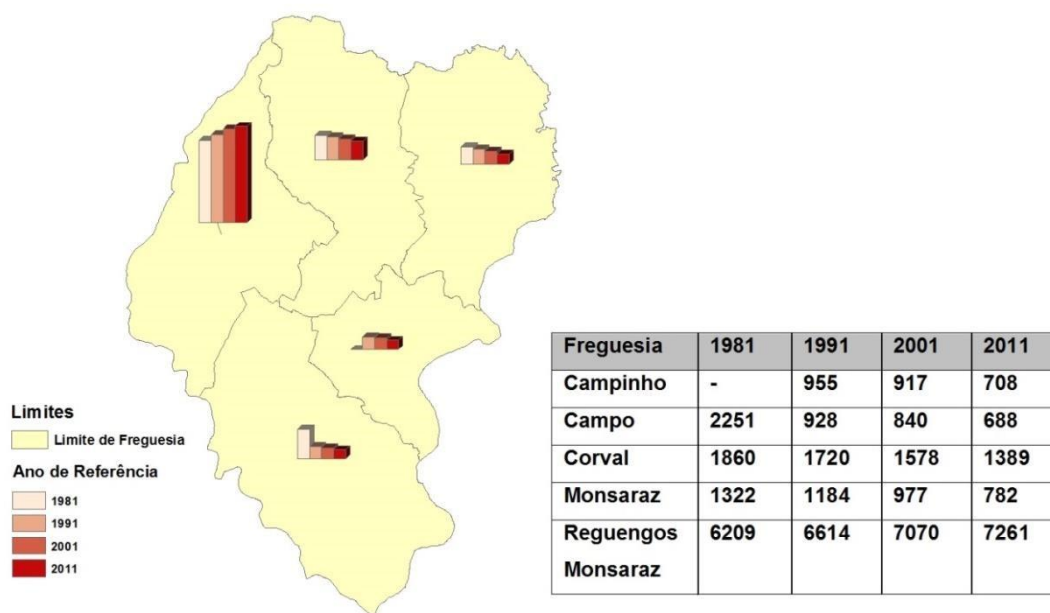 Limites
Limite de Freguesia
Ano de Referência
1981
1991
2001
2011
Freguesia 1981 1991 2001 2011
Campinho - 955 917 708
Campo 2251 928 840 688
Corval 1860 1720 1578 1389
Monsaraz 1322 1184 977 782
Reguengos 6209 6614 7070 7261
Monsaraz